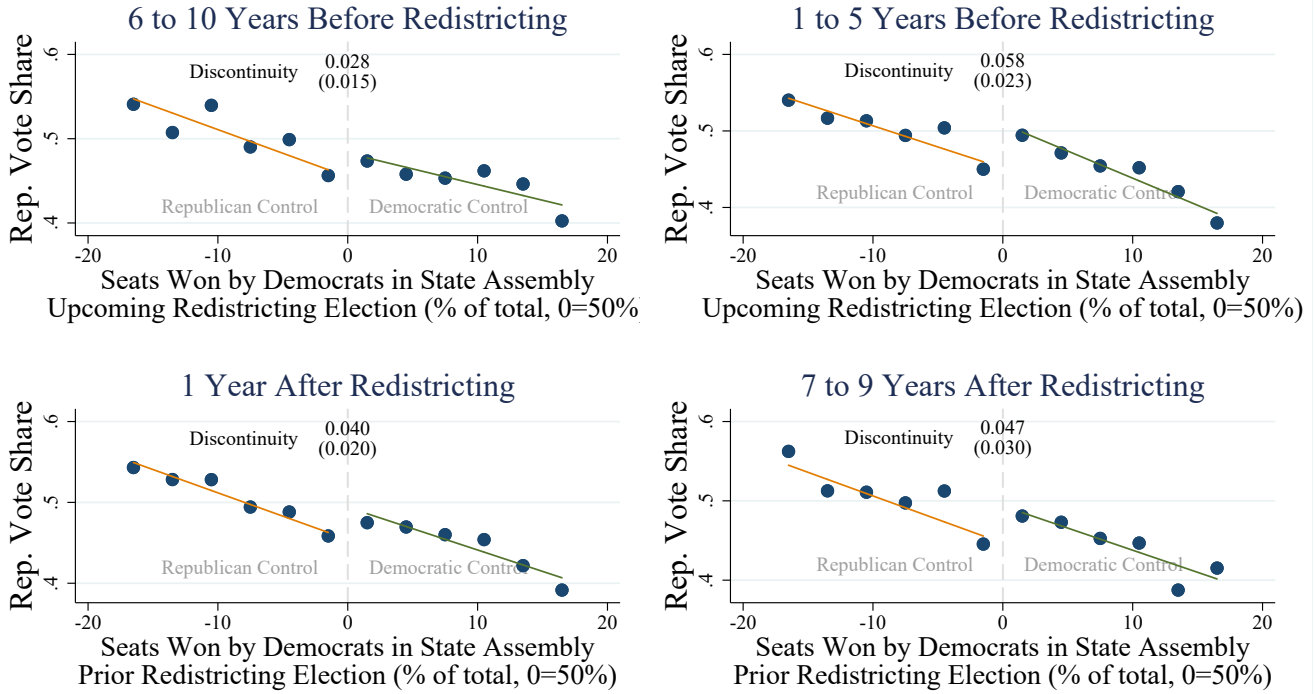 6 to 10 Years Before Redistricting
Rep. Vote Share
.6
.5
.4
Discontinuity
0.028
(0.015)
Republican Control
Democratic Control
-20
-10
0
10
20
Seats Won by Democrats in State Assembly
Upcoming Redistricting Election (% of total, 0=50%)
1 to 5 Years Before Redistricting
Rep. Vote Share
.6
.5
.4
Discontinuity
0.058
(0.023)
Republican Control
Democratic Control
-20
-10
0
10
20
Seats Won by Democrats in State Assembly
Upcoming Redistricting Election (% of total, 0=50%)
1 Year After Redistricting
Rep. Vote Share
.6
.5
.4
Discontinuity
0.040
(0.020)
Republican Control
Democratic Control
-20
-10
0
10
20
Seats Won by Democrats in State Assembly
Prior Redistricting Election (% of total, 0=50%)
7 to 9 Years After Redistricting
Rep. Vote Share
.6
.5
.4
Discontinuity
0.047
(0.030)
Republican Control
Democratic Control
-20
-10
0
10
20
Seats Won by Democrats in State Assembly
Prior Redistricting Election (% of total, 0=50%)